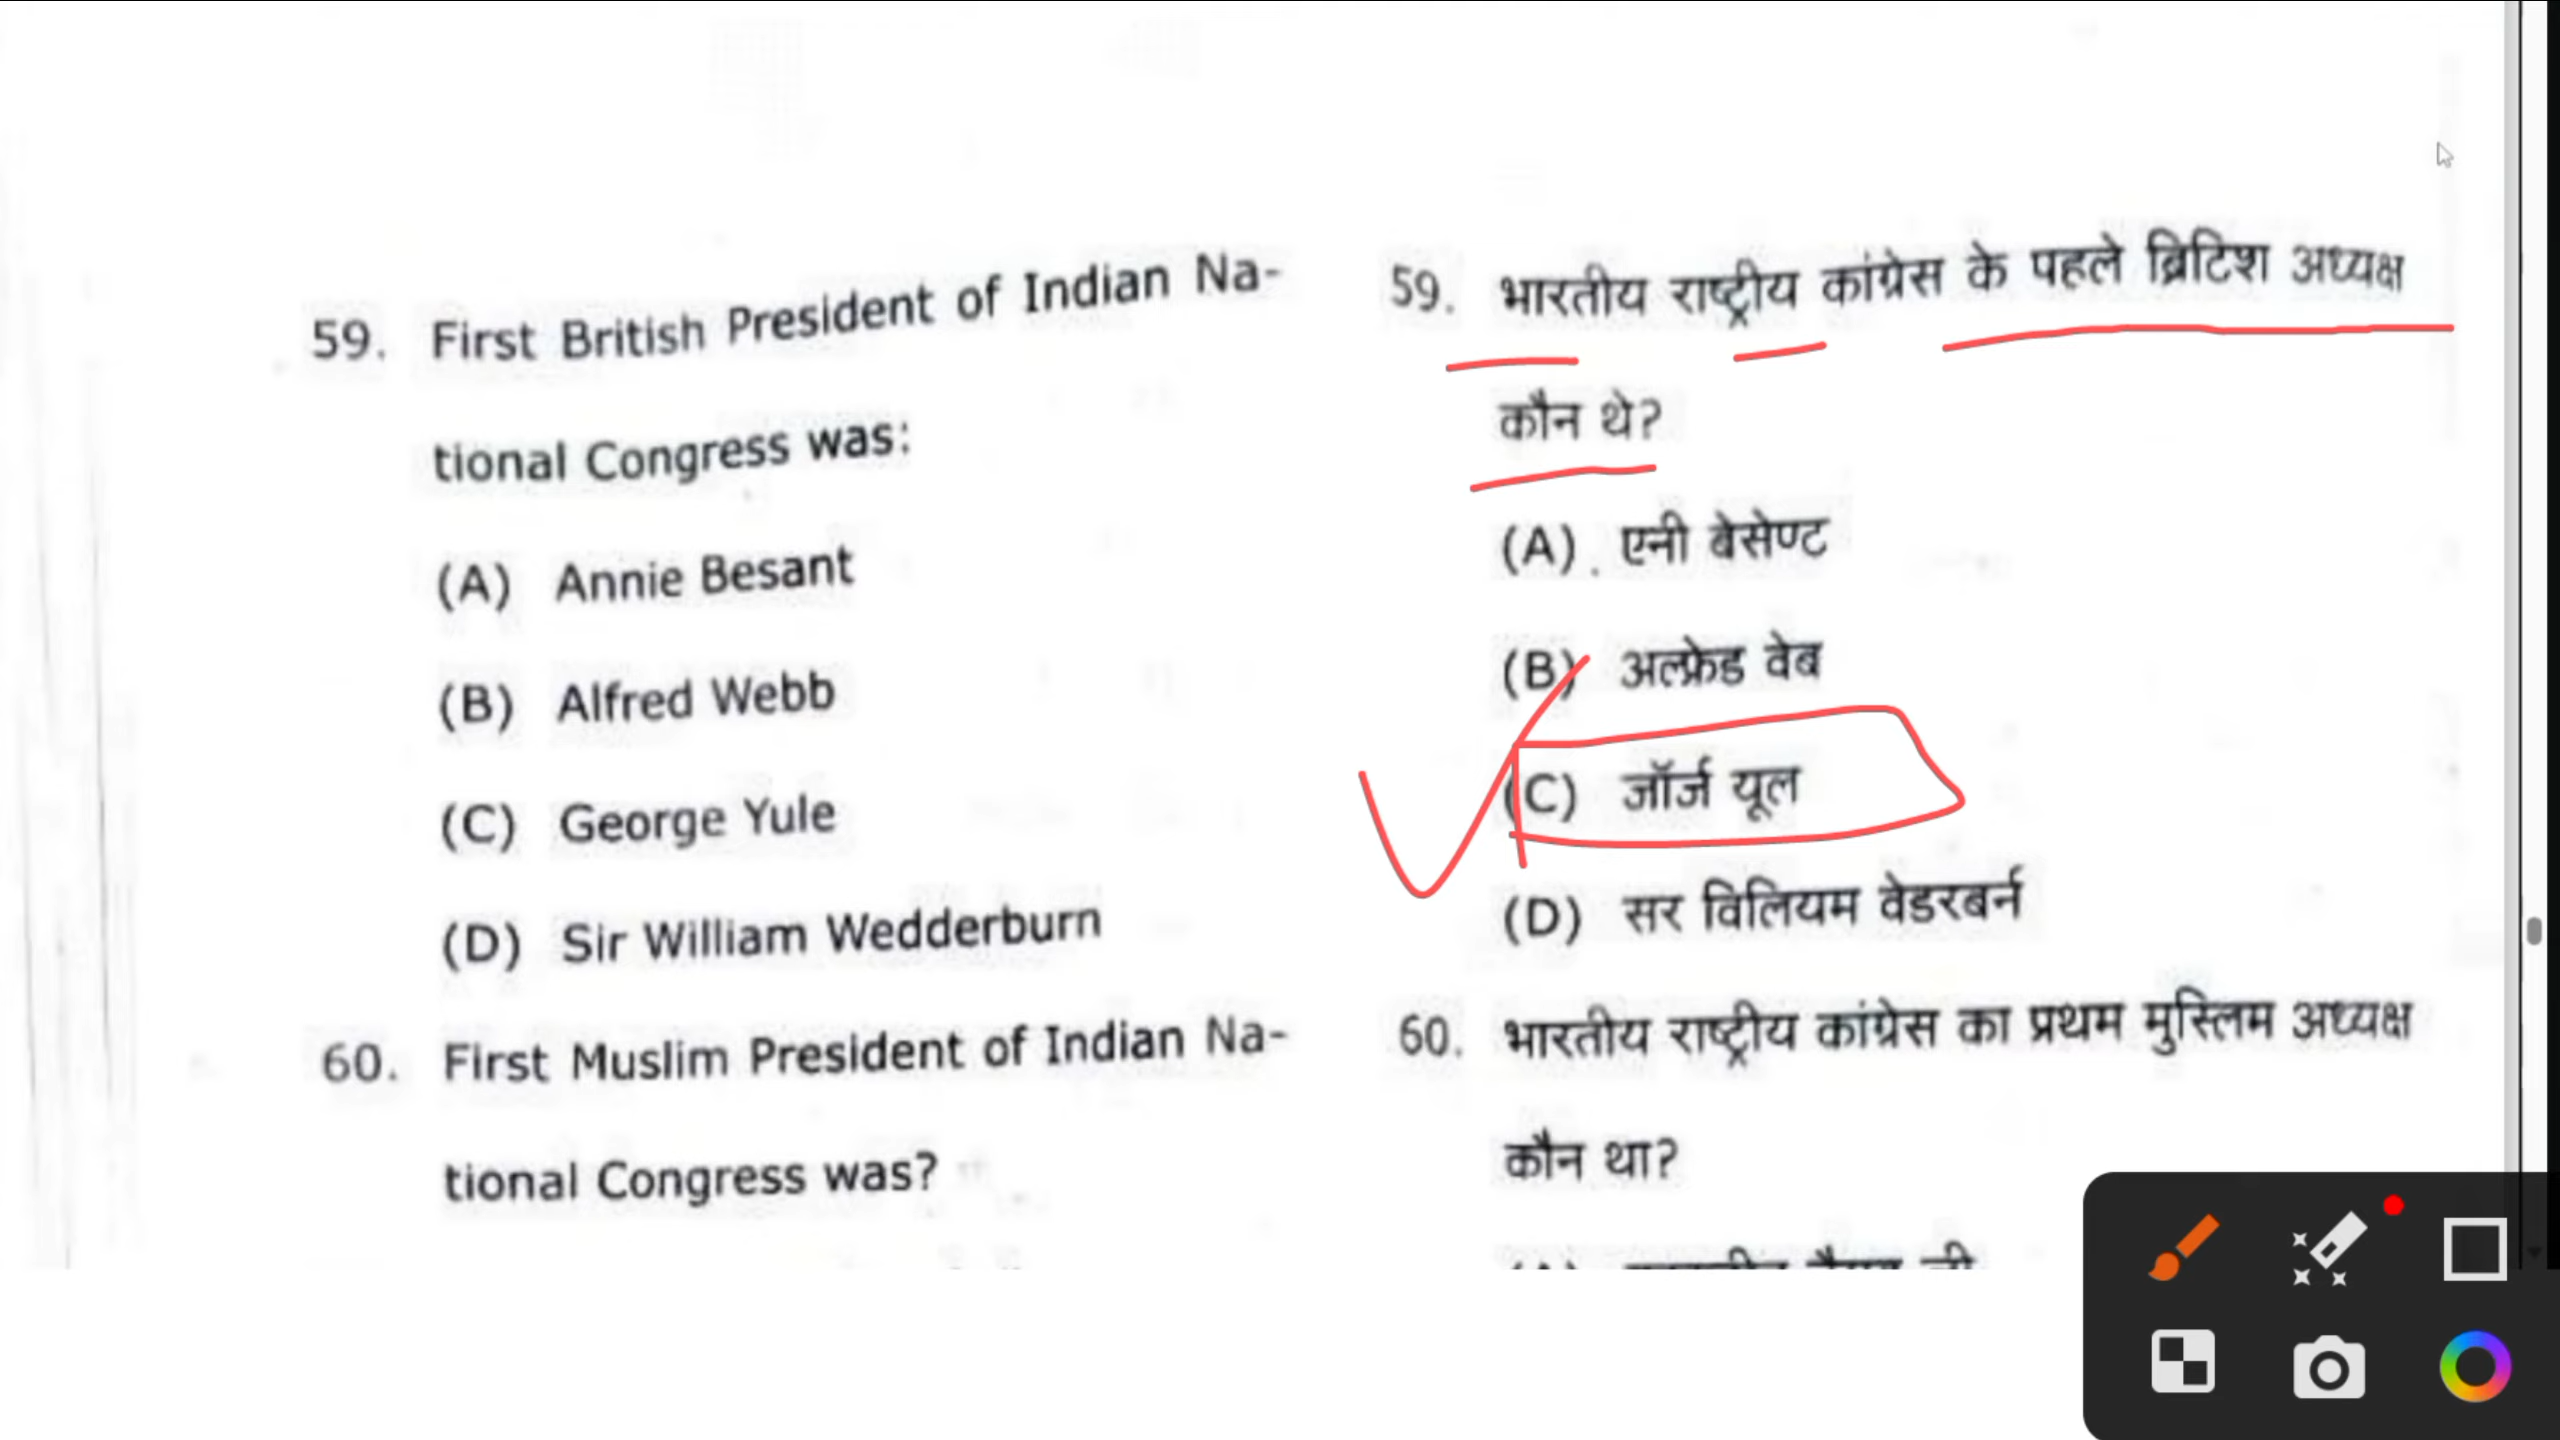 59. First British President of Indian Na-
tional Congress was:
(A) Annie Besant
(B) Alfred Webb
(C) George Yule
(D) Sir William Wedderburn
60. First Muslim President of Indian Na-
tional Congress was?
59. भारतीय राष्ट्रीय कांग्रेस के पहले ब्रिटिश अध्यक्ष
कौन थे?
(A) एनी बेसेण्ट
(B) अल्फ्रेड वेब
(C) जॉर्ज यूल
(D) सर विलियम वेडरबर्न
60. भारतीय राष्ट्रीय कांग्रेस का प्रथम मुस्लिम अध्यक्ष
कौन था?